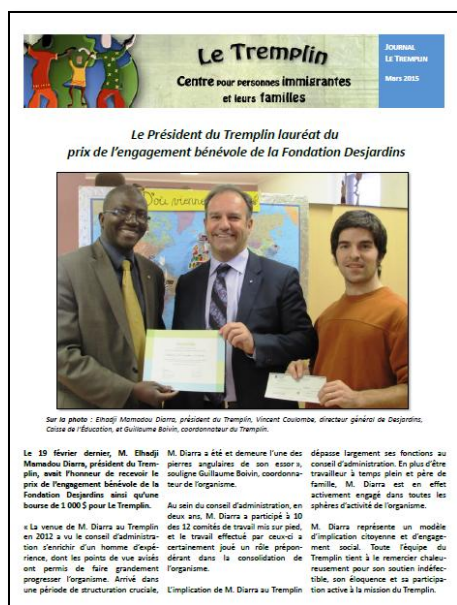 Le Tremplin
Centre pour personnes immigrantes
et leurs familles
JOURNAL
LE TREMPLIN
Mars 2015
Le Président du Tremplin lauréat du
prix de l'engagement bénévole de la Fondation Desjardins
D'où vienne
Sur la photo : Elhadji Mamadou Diarra, président du Tremplin, Vincent Coulombe, directeur général de Desjardins,
Caisse de l'Éducation, et Guillaume Boivin, coordonnateur du Tremplin.
Le 19 février dernier, M. Elhadji
Mamadou Diarra, président du Trem-
plin, avait l'honneur de recevoir le
prix de l'engagement bénévole de la
Fondation Desjardins ainsi qu'une
bourse de 1 000 $ pour Le Tremplin.
« La venue de M. Diarra au Tremplin
en 2012 a vu le conseil d'administra-
tion s'enrichir d'un homme d'expé-
rience, dont les points de vue avisés
ont permis de faire grandement
progresser l'organisme. Arrivé dans
une période de structuration cruciale,
M. Diarra a été et demeure l'une des
pierres angulaires de son essor »,
souligne Guillaume Boivin, coordonna-
teur de l'organisme.
Au sein du conseil d'administration, en
deux ans, M. Diarra a participé à 10
des 12 comités de travail mis sur pied,
et le travail effectué par ceux-ci a
certainement joué un rôle prépon-
dérant dans la consolidation de
l'organisme.
L'implication de M. Diarra au Tremplin
dépasse largement ses fonctions au
conseil d'administration. En plus d'être
travailleur à temps plein et père de
famille, M. Diarra est en effet
activement engagé dans toutes les
sphères d'activité de l'organisme.
M. Diarra représente un modèle
d'implication citoyenne et d'engage-
ment social. Toute l'équipe du
Tremplin tient à le remercier chaleu-
reusement pour son soutien indéfec-
tible, son éloquence et sa participa-
tion active à la mission du Tremplin.